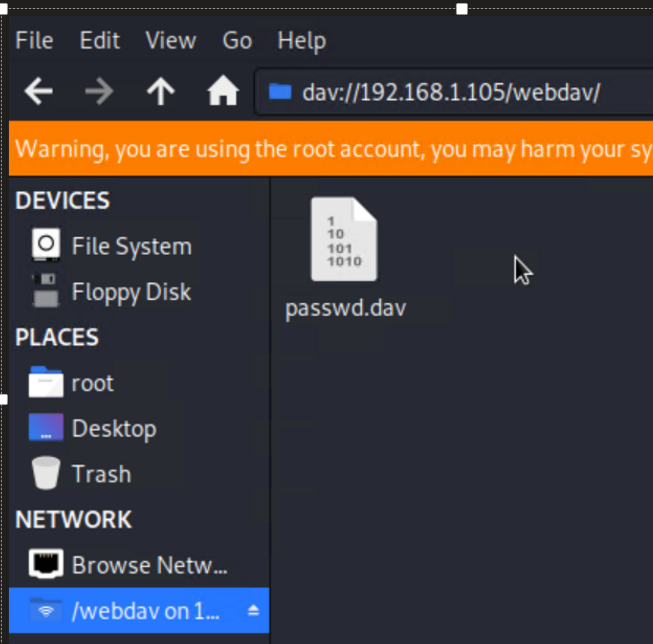 File Edit View Go Help
dav://192.168.1.105/webdav/
Warning, you are using the root account, you may harm your sy
DEVICES
File System
Floppy Disk
PLACES
root
Desktop
Trash
NETWORK
Browse Netw...
/webdav on 1...
1
10
101
1010
passwd.dav